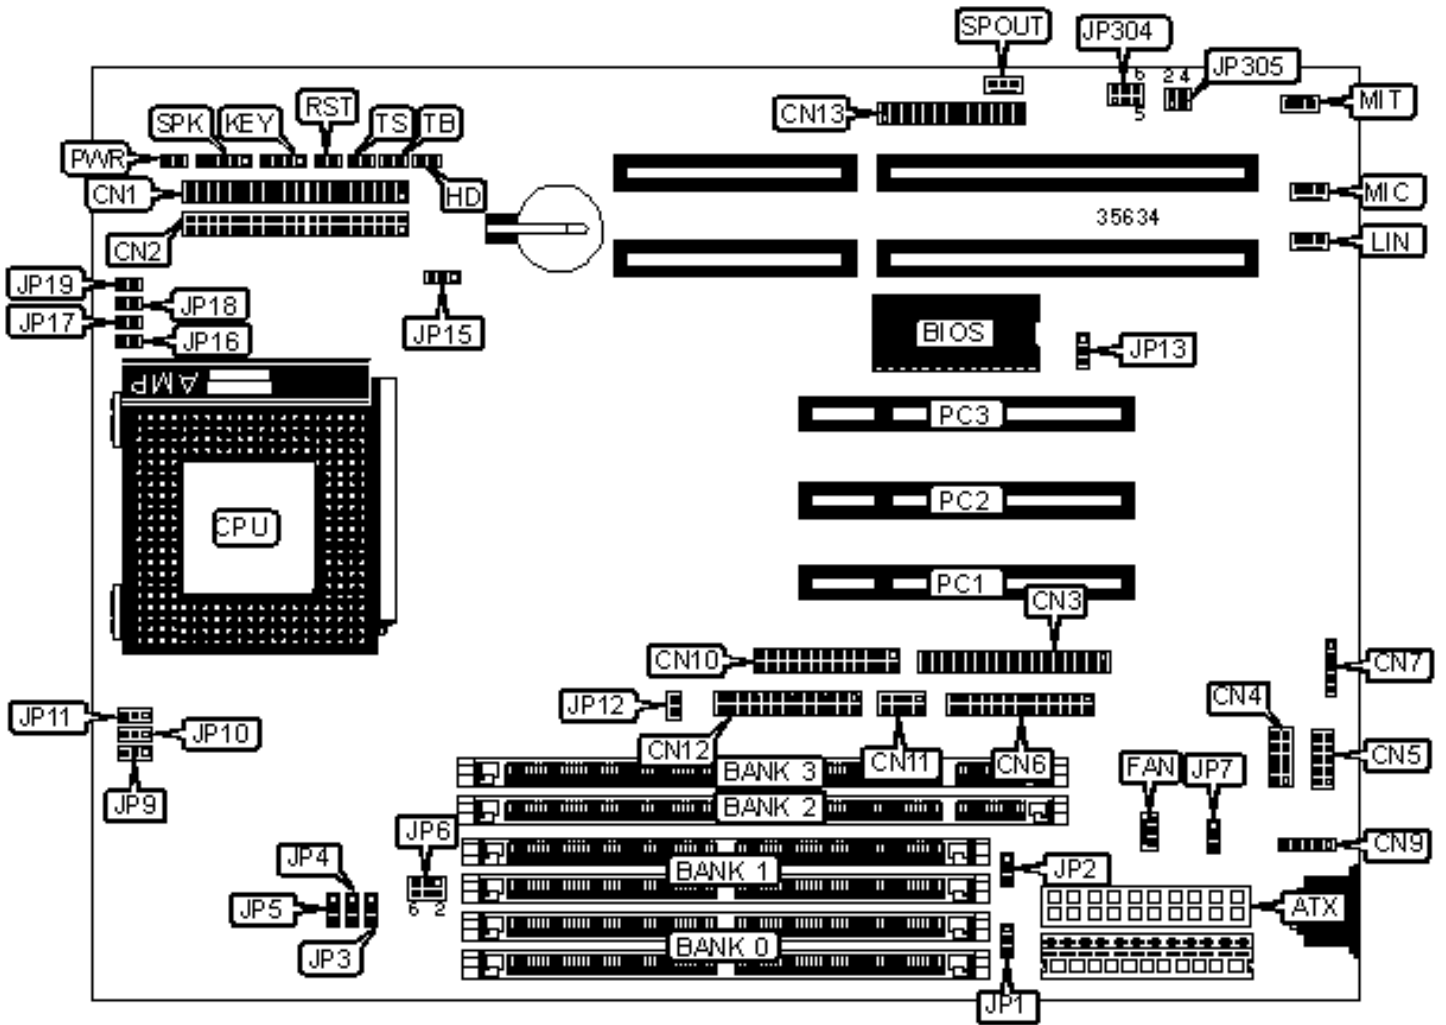 SPOUT
JP304
6
2 4
JP305
5
MIT
CN13
SPK
KEY
RST
TS
TB
PWR
CN1
HD
CN2
MIC
35634
LIN
JP19
JP18
JP17
JP16
JP15
BIOS
JP13
AMP
PC3
PC2
CPU
PC1
CN3
CN10
CN7
CN4
JP12
JP11
JP10
CN12
CN11
CN6
CN5
FAN
JP7
BANK 3
JP9
BANK 2
JP6
CN9
JP4
BANK 1
JP2
6 2
JP5
ATX
BANK 0
JP3
JP1